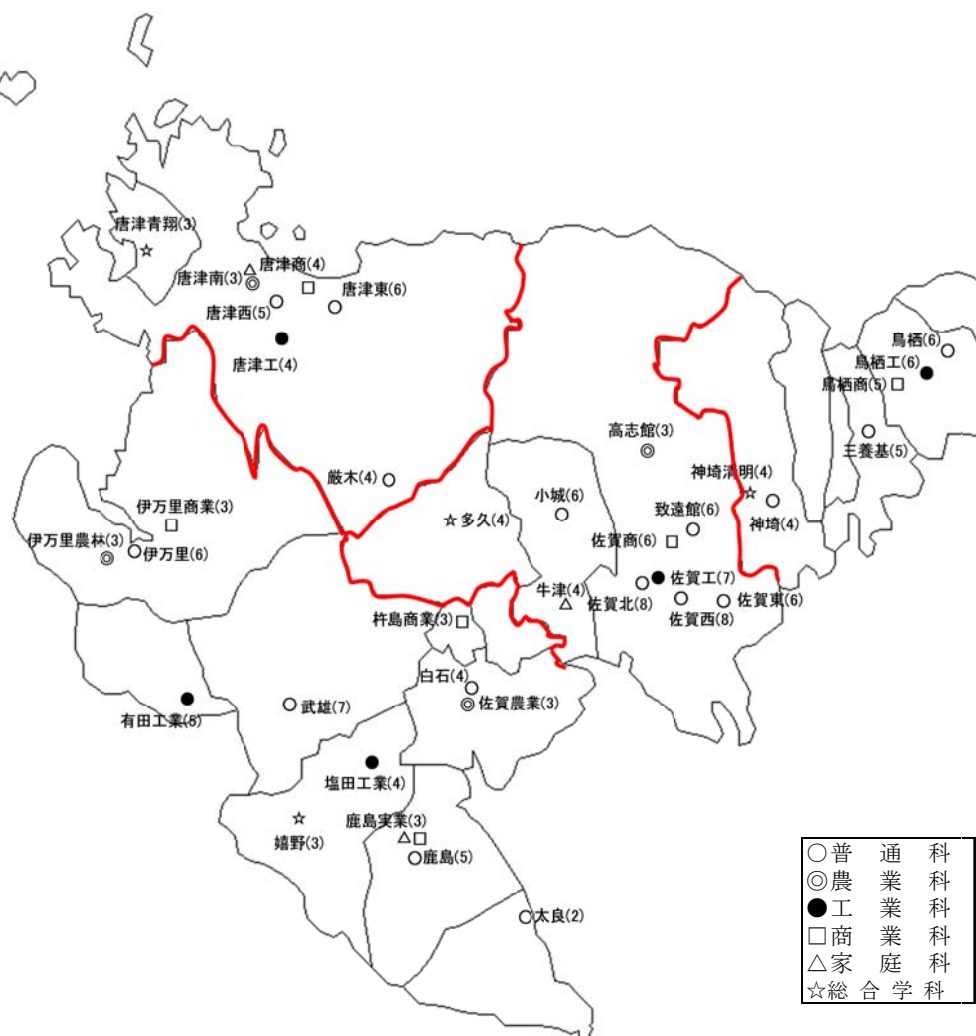 唐津青翔(3)
唐津商(4)
唐津南(3)
唐津東(6)
唐津西(5)
唐津工(4)
鳥栖(6)
鳥栖工(6)
鳥栖商(5)
三養基(5)
高志館(3)
神埼清明(4)
神埼(4)
厳木(4)
小城(6)
致遠館(6)
伊万里商業(3)
多久(4)
佐賀商(6)
伊万里農林(3)
伊万里(6)
佐賀工(7)
牛津(4)
佐賀北(8)
佐賀西(8)
佐賀東(6)
杵島商業(3)
白石(4)
佐賀農業(3)
有田工業(5)
武雄(7)
塩田工業(4)
嬉野(3)
鹿島実業(3)
鹿島(5)
太良(2)
○普通科
◎農業科
●工業科
□商業科
△家庭科
☆総合学科